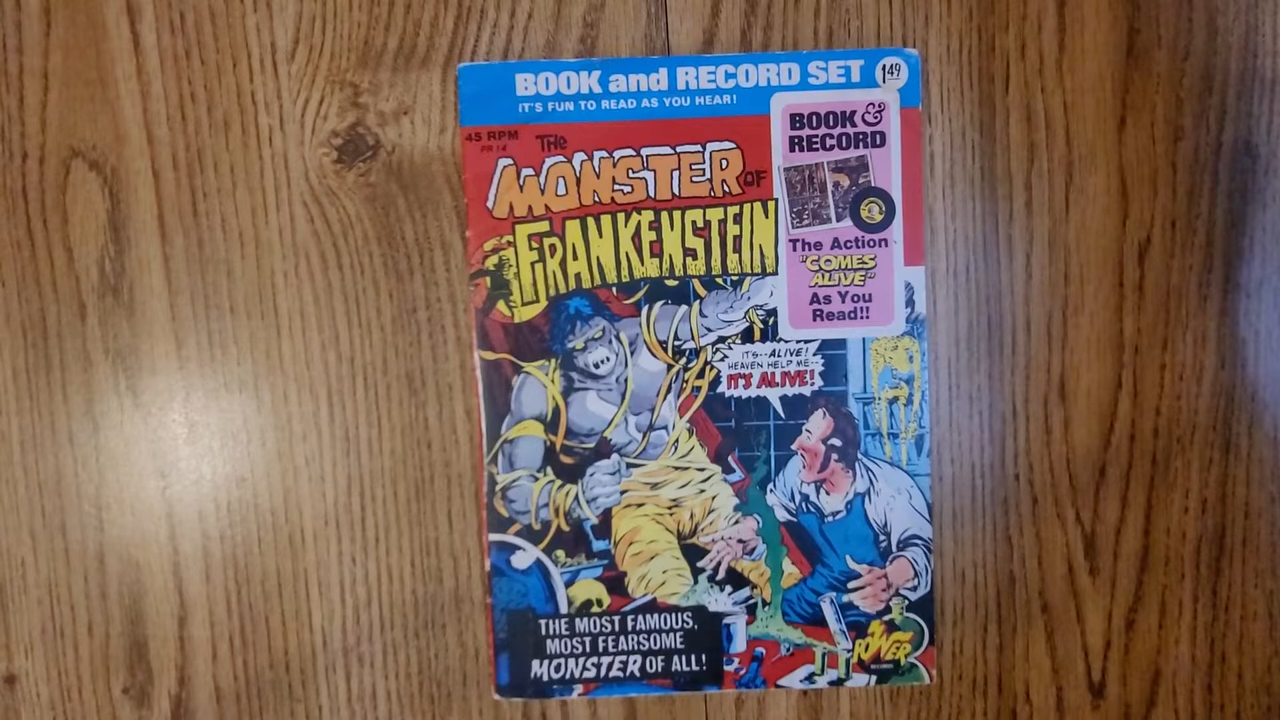 BOOK and RECORD SET
1.49
IT'S FUN TO READ AS YOU HEAR!
45 RPM
PR 14
THE
MONSTER OF
FRANKENSTEIN
BOOK &
RECORD
The Action
"COMES
ALIVE"
As You
Read!!
IT'S--ALIVE!
HEAVEN HELP ME--
IT'S ALIVE!
THE MOST FAMOUS,
MOST FEARSOME
MONSTER OF ALL!
POWER
RECORDS